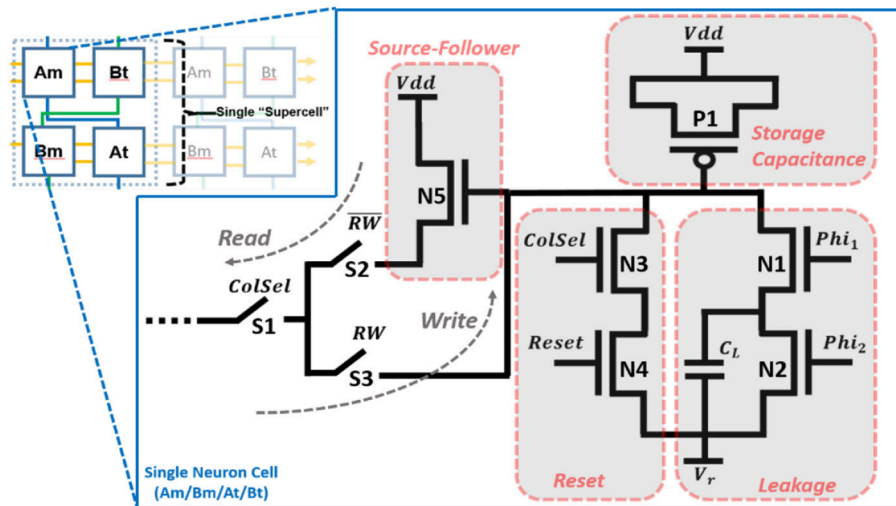 Am
Bt
Am
Bt
Single "Supercell"
Bm
At
Bm
At
Source-Follower
Vdd
N5
Vdd
P1
Storage
Capacitance
Read
RW
S2
ColSel
S1
Write
RW
S3
ColSel
N3
Reset
N4
Reset
N1
Phi₁
C_L
N2
Phi₂
V_r
Leakage
Single Neuron Cell
(Am/Bm/At/Bt)